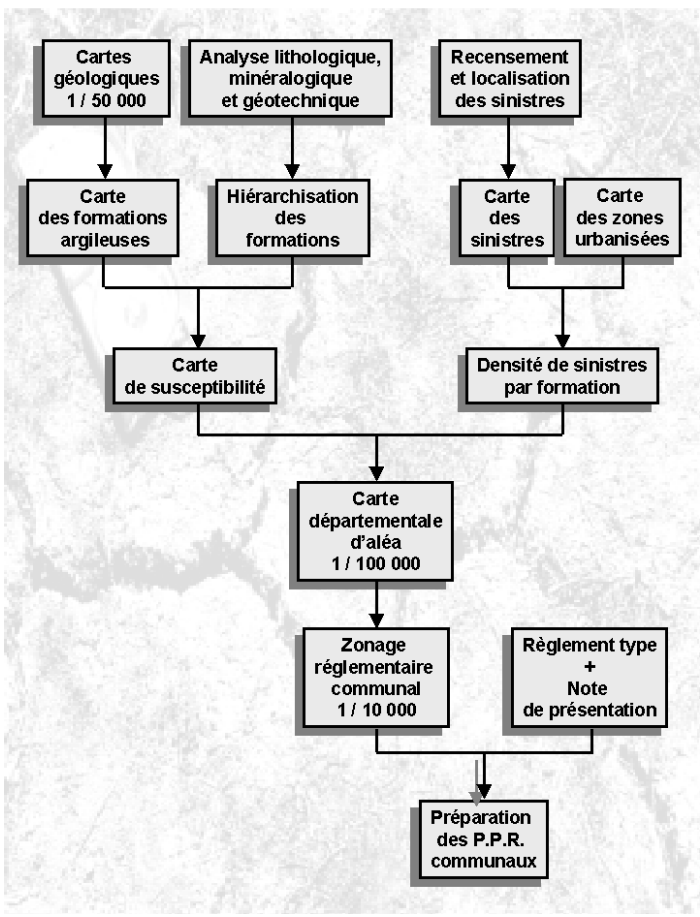 Cartes
géologiques
1 / 50 000
Analyse lithologique,
minéralogique
et géotechnique
Recensement
et localisation
des sinistres
Carte
des formations
argileuses
Hiérarchisation
des
formations
Carte
des
sinistres
Carte
des zones
urbanisées
Carte
de susceptibilité
Densité de sinistres
par formation
Carte
départementale
d'aléa
1 / 100 000
Zonage
réglementaire
communal
1 / 10 000
Règlement type
+
Note
de présentation
Préparation
des P.P.R.
communaux